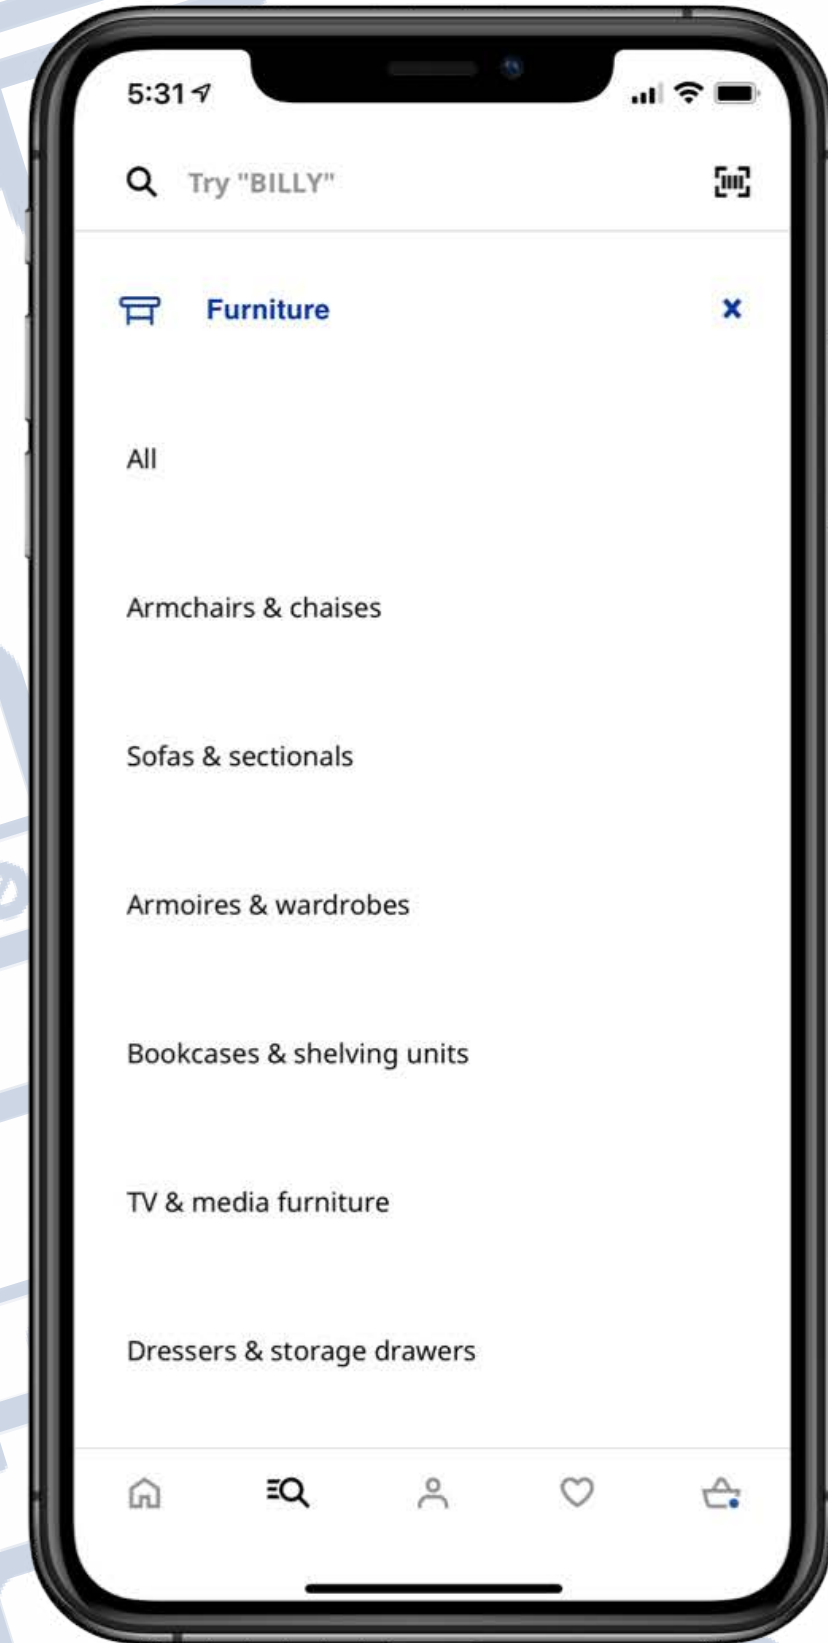 5:31
Try "BILLY"
Furniture
All
Armchairs & chaises
Sofas & sectionals
Armoires & wardrobes
Bookcases & shelving units
TV & media furniture
Dressers & storage drawers